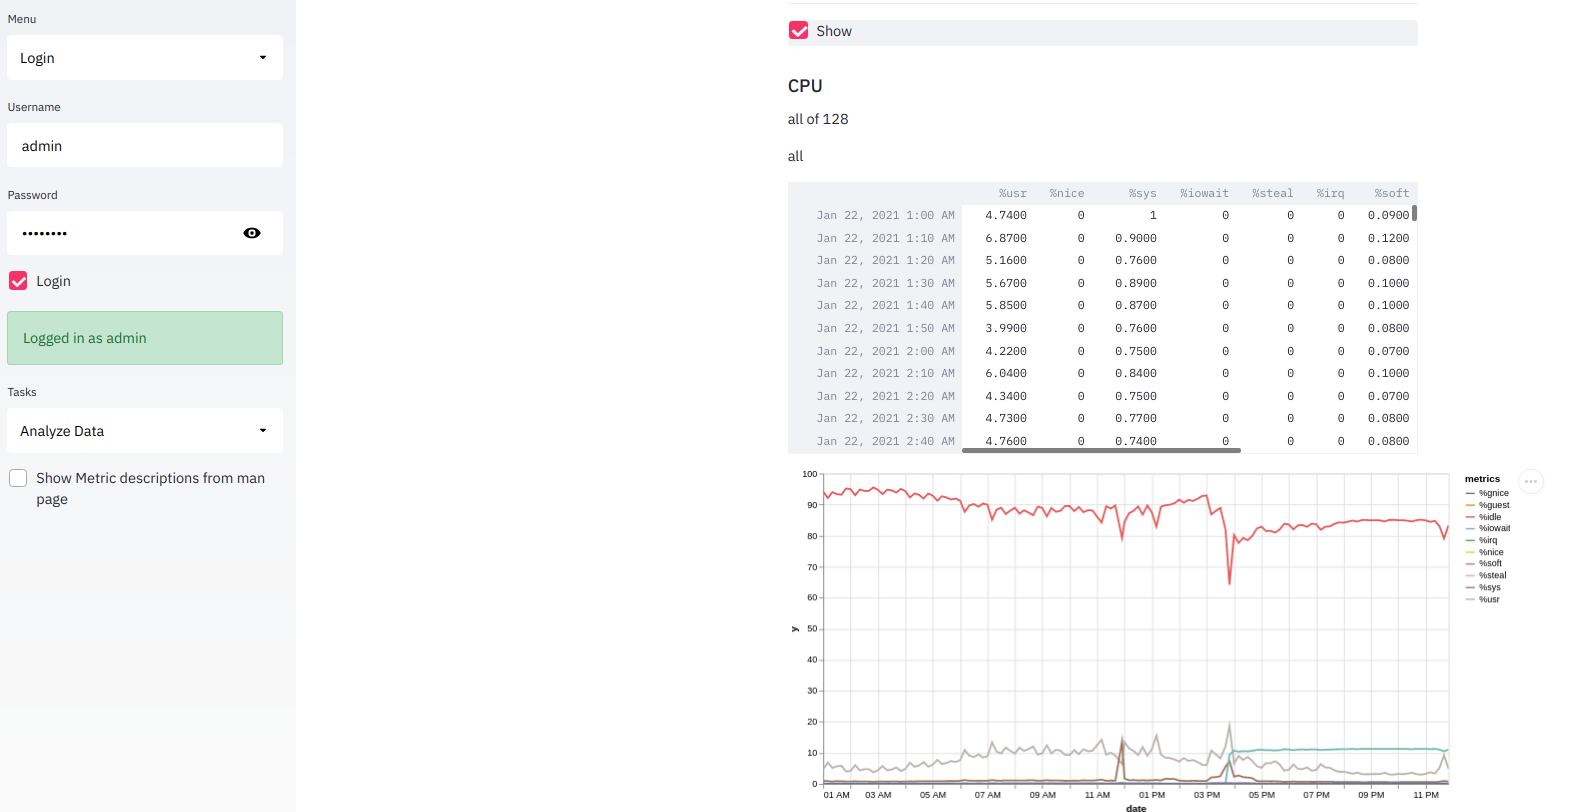 Menu
Login
Username
admin
Password
••••••••
Login
Logged in as admin
Tasks
Analyze Data
Show Metric descriptions from man
page
Show
CPU
all of 128
all
%usr %nice %sys %iowait %steal %irq %soft
Jan 22, 2021 1:00 AM 4.7400 0 1 0 0 0 0.0900
Jan 22, 2021 1:10 AM 6.8700 0 0.9000 0 0 0 0.1200
Jan 22, 2021 1:20 AM 5.1600 0 0.7600 0 0 0 0.0800
Jan 22, 2021 1:30 AM 5.6700 0 0.8900 0 0 0 0.1000
Jan 22, 2021 1:40 AM 5.8500 0 0.8700 0 0 0 0.1000
Jan 22, 2021 1:50 AM 3.9900 0 0.7600 0 0 0 0.0800
Jan 22, 2021 2:00 AM 4.2200 0 0.7500 0 0 0 0.0700
Jan 22, 2021 2:10 AM 6.0400 0 0.8400 0 0 0 0.1000
Jan 22, 2021 2:20 AM 4.3400 0 0.7500 0 0 0 0.0700
Jan 22, 2021 2:30 AM 4.7300 0 0.7700 0 0 0 0.0800
Jan 22, 2021 2:40 AM 4.7600 0 0.7400 0 0 0 0.0800
100
90
80
70
60
50
40
30
20
10
0
y
01 AM 03 AM 05 AM 07 AM 09 AM 11 AM 01 PM 03 PM 05 PM 07 PM 09 PM 11 PM
date
metrics
%gnice
%guest
%idle
%iowait
%irq
%nice
%soft
%steal
%sys
%usr